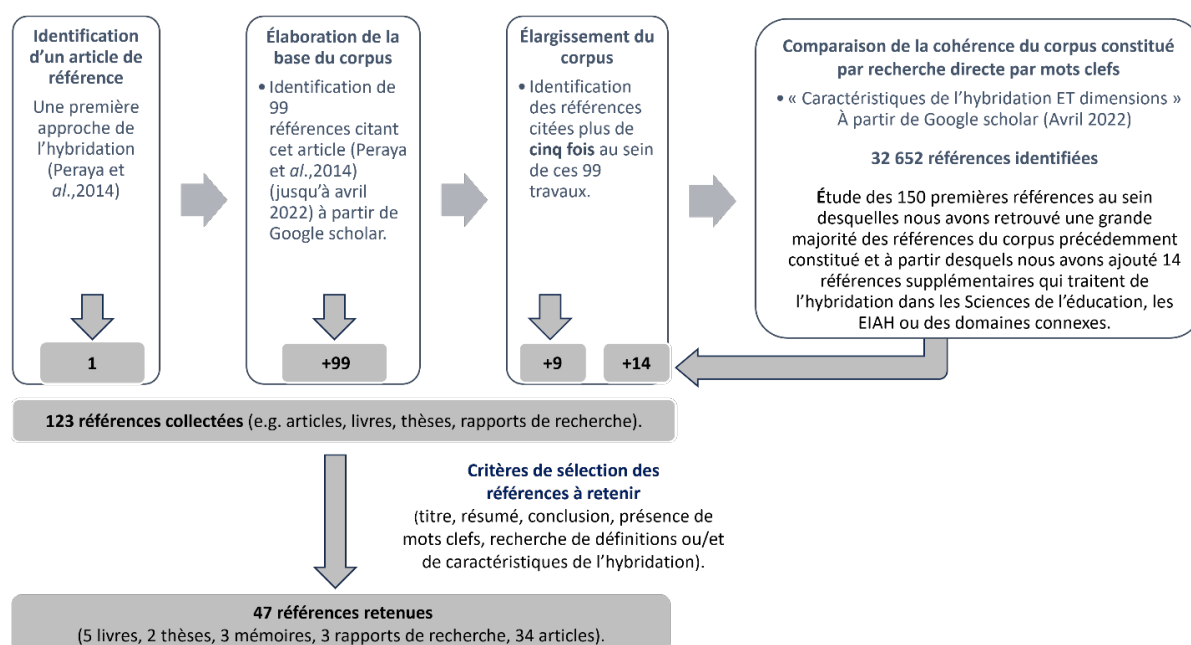 Identification
d'un article de
référence
Une première
approche de
l'hybridation
(Peraya et
al.,2014)
1
Élaboration de la
base du corpus
• Identification de
99
références citant
cet article (Peraya
et al.,2014)
(jusqu'à avril
2022) à partir de
Google scholar.
+99
Élargissement du
corpus
• Identification
des références
citées plus de
cinq fois au sein
de ces 99
travaux.
+9 +14
Comparaison de la cohérence du corpus constitué
par recherche directe par mots clefs
• « Caractéristiques de l'hybridation ET dimensions »
À partir de Google scholar (Avril 2022)
32 652 références identifiées
Étude des 150 premières références au sein
desquelles nous avons retrouvé une grande
majorité des références du corpus précédemment
constitué et à partir desquels nous avons ajouté 14
références supplémentaires qui traitent de
l'hybridation dans les Sciences de l'éducation, les
EIAH ou des domaines connexes.
123 références collectées (e.g. articles, livres, thèses, rapports de recherche).
Critères de sélection des
références à retenir
(titre, résumé, conclusion, présence de
mots clefs, recherche de définitions ou/et
de caractéristiques de l'hybridation).
47 références retenues
(5 livres, 2 thèses, 3 mémoires, 3 rapports de recherche, 34 articles).